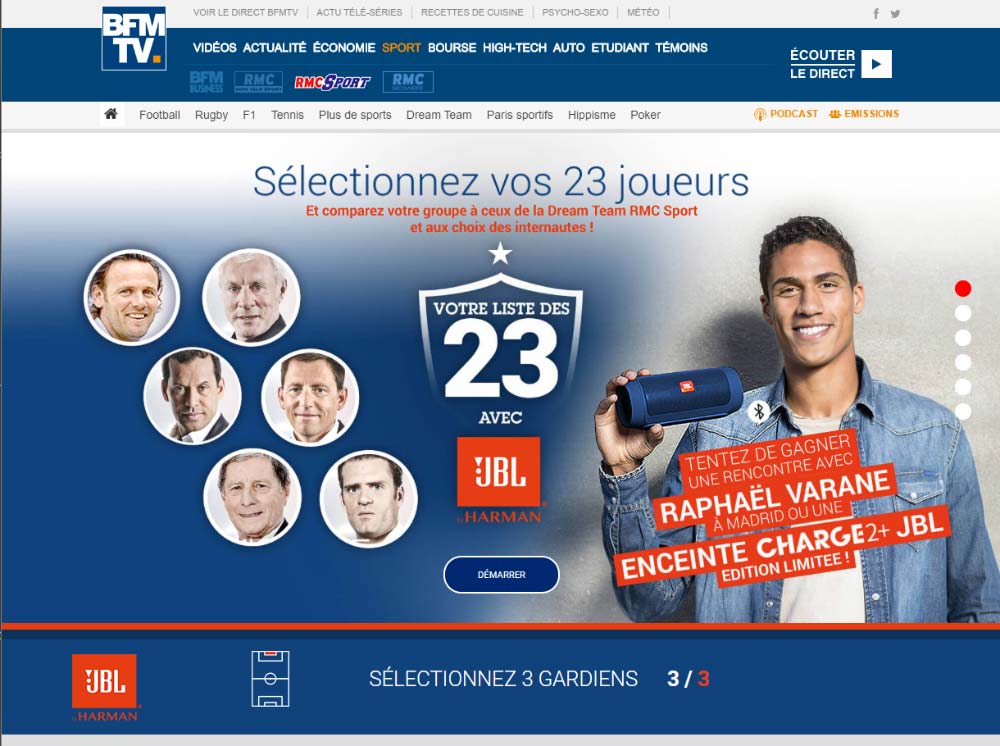 VOIR LE DIRECT BFMTV ACTU TÉLÉ-SÉRIES RECETTES DE CUISINE PSYCHO-SEXO MÉTÉO
BFM
TV.
VIDÉOS ACTUALITÉ ÉCONOMIE SPORT BOURSE HIGH-TECH AUTO ETUDIANT TÉMOINS
ÉCOUTER
LE DIRECT
BFM
BUSINESS
RMC
RMC SPORT
RMC
DÉCOUVERTE
Football Rugby F1 Tennis Plus de sports Dream Team Paris sportifs Hippisme Poker
PODCAST EMISSIONS
Sélectionnez vos 23 joueurs
Et comparez votre groupe à ceux de la Dream Team RMC Sport
et aux choix des internautes !
VOTRE LISTE DES
23
AVEC
JBL
by HARMAN
DÉMARRER
JBL
TENTEZ DE GAGNER
UNE RENCONTRE AVEC
RAPHAËL VARANE
À MADRID OU UNE
ENCEINTE CHARGE2+ JBL
EDITION LIMITEE !
JBL
by HARMAN
SÉLECTIONNEZ 3 GARDIENS 3 / 3